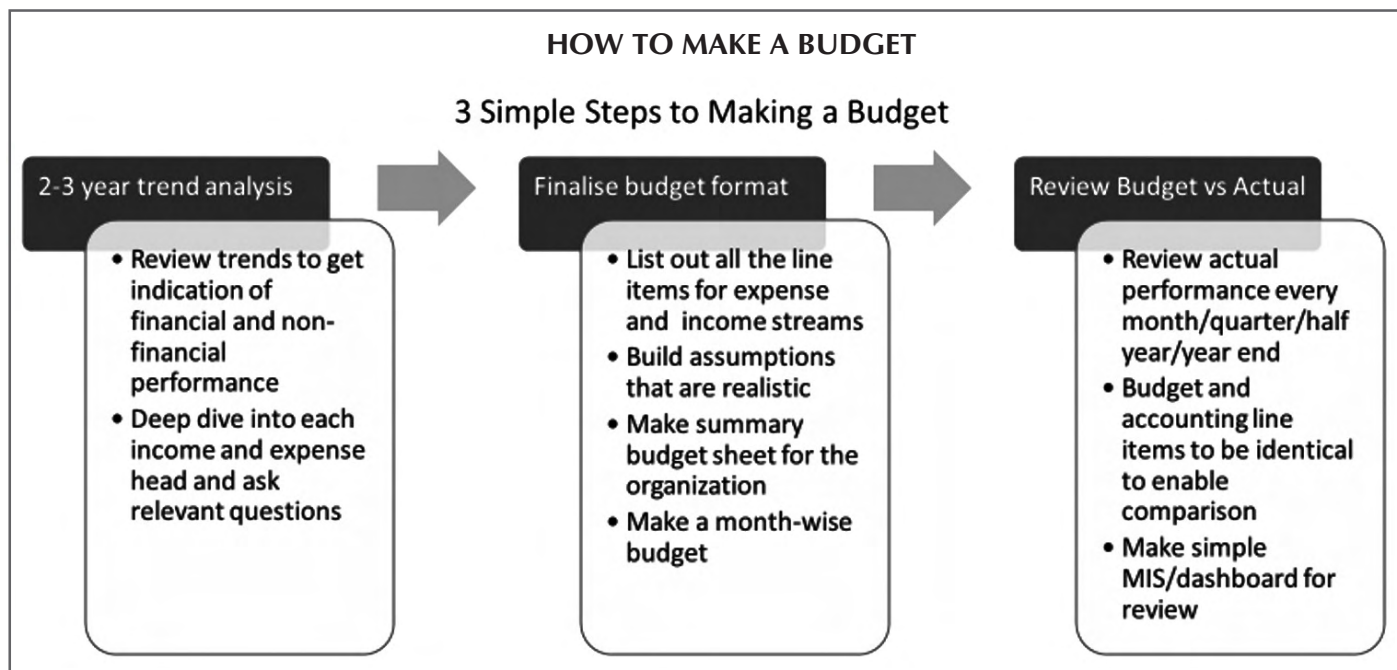 HOW TO MAKE A BUDGET
3 Simple Steps to Making a Budget
2-3 year trend analysis
• Review trends to get
indication of
financial and non-
financial
performance
• Deep dive into each
income and expense
head and ask
relevant questions
Finalise budget format
• List out all the line
items for expense
and income streams
• Build assumptions
that are realistic
• Make summary
budget sheet for the
organization
• Make a month-wise
budget
Review Budget vs Actual
• Review actual
performance every
month/quarter/half
year/year end
• Budget and
accounting line
items to be identical
to enable
comparison
• Make simple
MIS/dashboard for
review